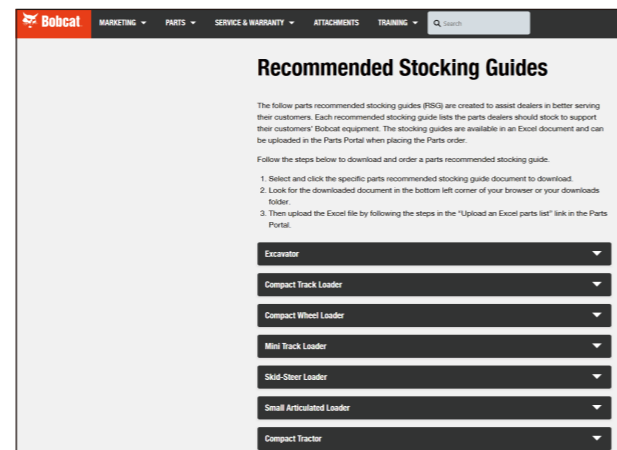 Bobcat MARKETING PARTS SERVICE & WARRANTY ATTACHMENTS TRAINING Search
Recommended Stocking Guides
The follow parts recommended stocking guides (RSG) are created to assist dealers in better serving
their customers. Each recommended stocking guide lists the parts dealers should stock to support
their customers' Bobcat equipment. The stocking guides are available in an Excel document and can
be uploaded in the Parts Portal when placing the Parts order.
Follow the steps below to download and order a parts recommended stocking guide.
1. Select and click the specific parts recommended stocking guide document to download.
2. Look for the downloaded document in the bottom left corner of your browser or your downloads
folder.
3. Then upload the Excel file by following the steps in the "Upload an Excel parts list" link in the Parts
Portal.
Excavator
Compact Track Loader
Compact Wheel Loader
Mini Track Loader
Skid-Steer Loader
Small Articulated Loader
Compact Tractor